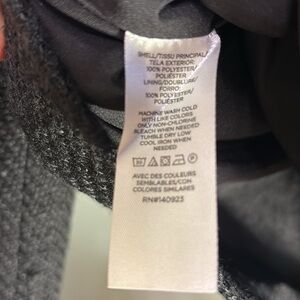 SHELL/TISSU PRINCIPAL/
TELA EXTERIOR:
100% POLYESTER/
POLIÉSTER
LINING/DOUBLURE/
FORRO:
100% POLYESTER/
POLIÉSTER
MACHINE WASH COLD
WITH LIKE COLORS
ONLY NON-CHLORINE
BLEACH WHEN NEEDED
TUMBLE DRY LOW
COOL IRON WHEN
NEEDED
AVEC DES COULEURS
SEMBLABLES/CON
COLORES SIMILARES
RN#140923